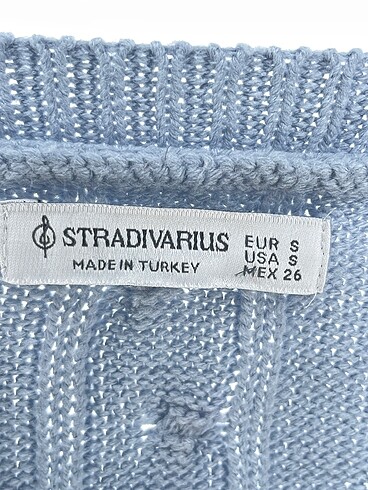 STRADIVARIUS
MADE IN TURKEY
EUR S
USA S
MEX 26